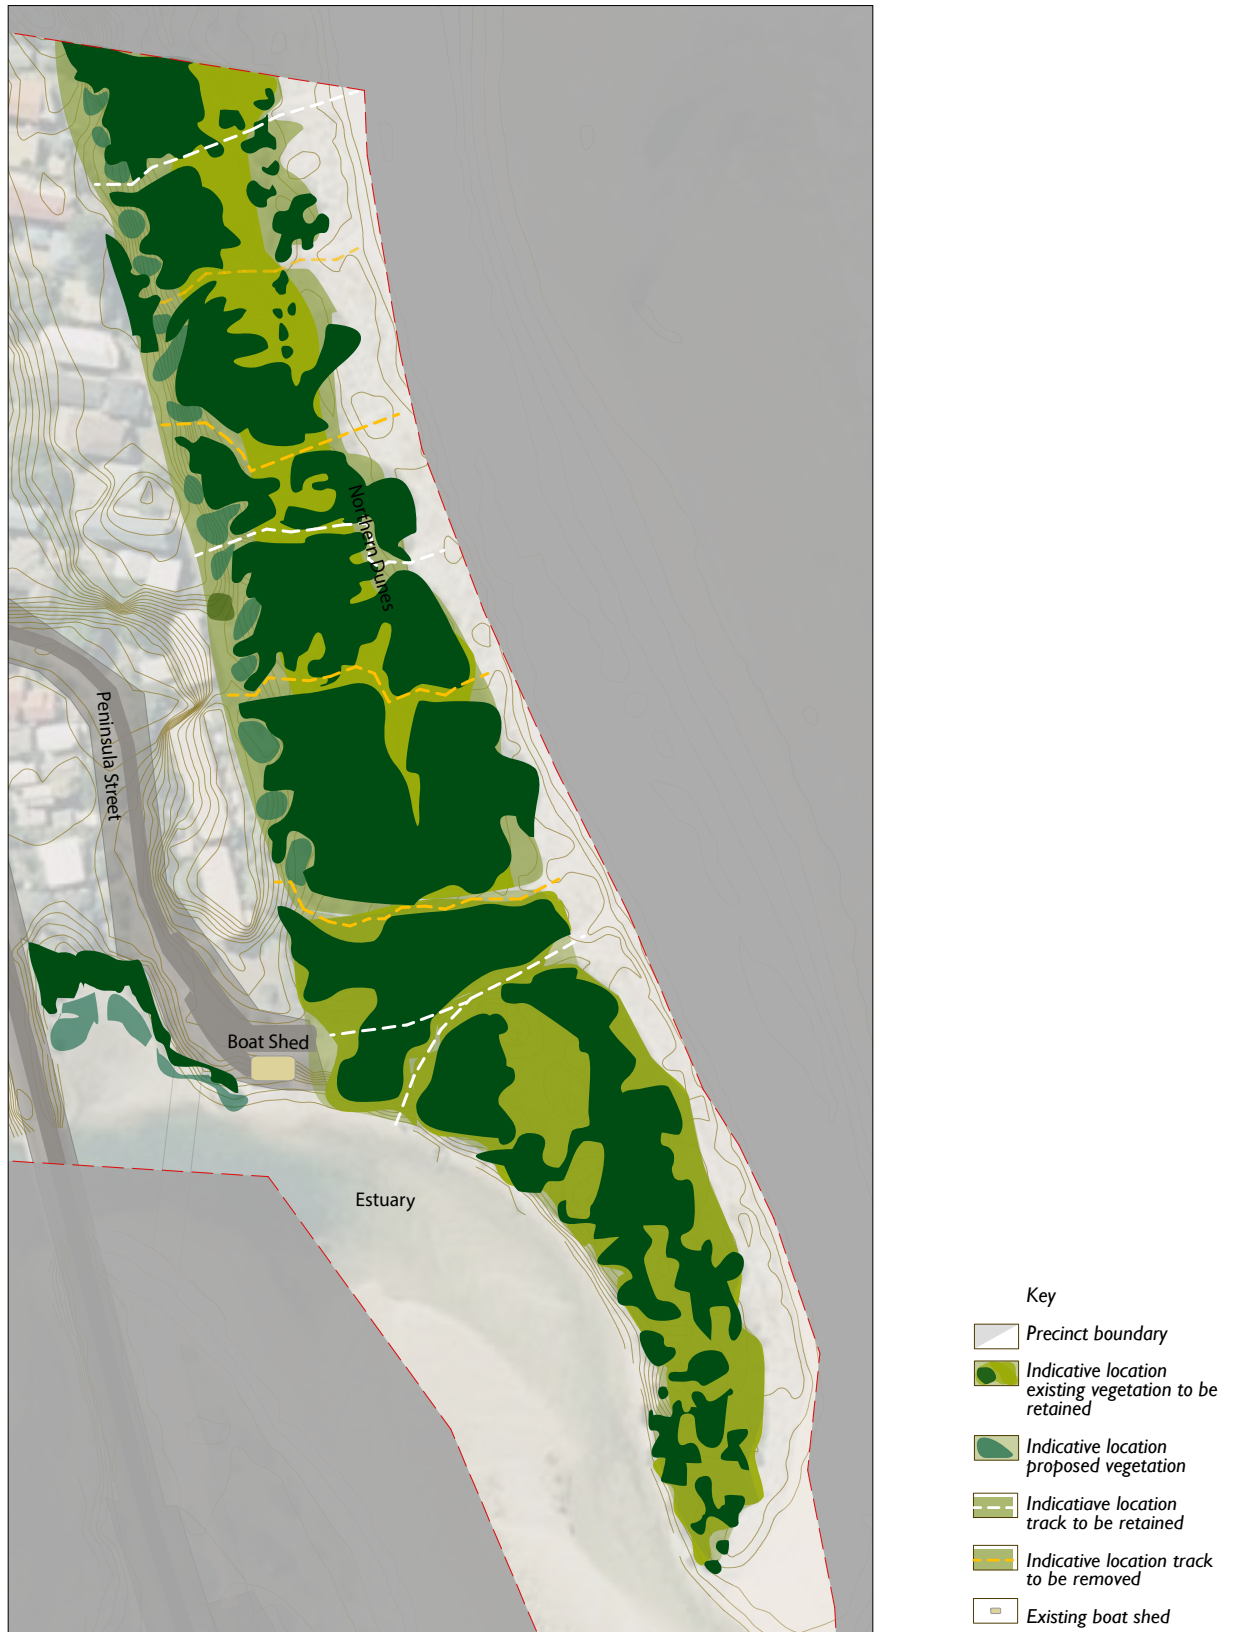 Northern Dunes
Peninsula Street
Boat Shed
Estuary
Key
Precinct boundary
Indicative location
existing vegetation to be
retained
Indicative location
proposed vegetation
Indicatiave location
track to be retained
Indicative location track
to be removed
Existing boat shed